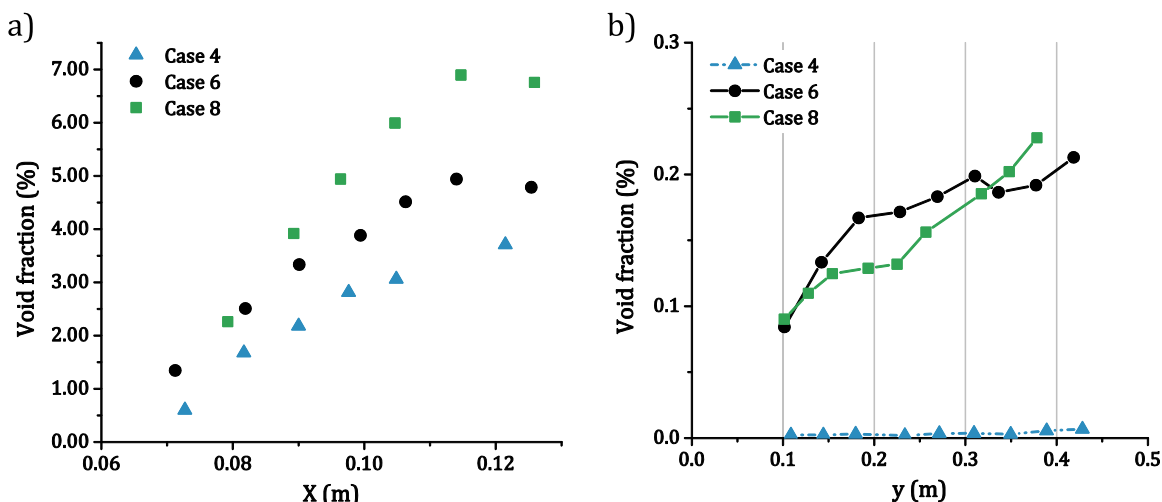 a)
Case 4
Case 6
Case 8
7.00
6.00
5.00
4.00
3.00
2.00
1.00
0.00
Void fraction (%)
0.06 0.08 0.10 0.12
X (m)
b)
Case 4
Case 6
Case 8
0.3
0.2
0.1
0.0
Void fraction (%)
0.0 0.1 0.2 0.3 0.4 0.5
y (m)